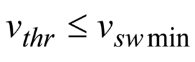 v_thr ≤ v_sw min